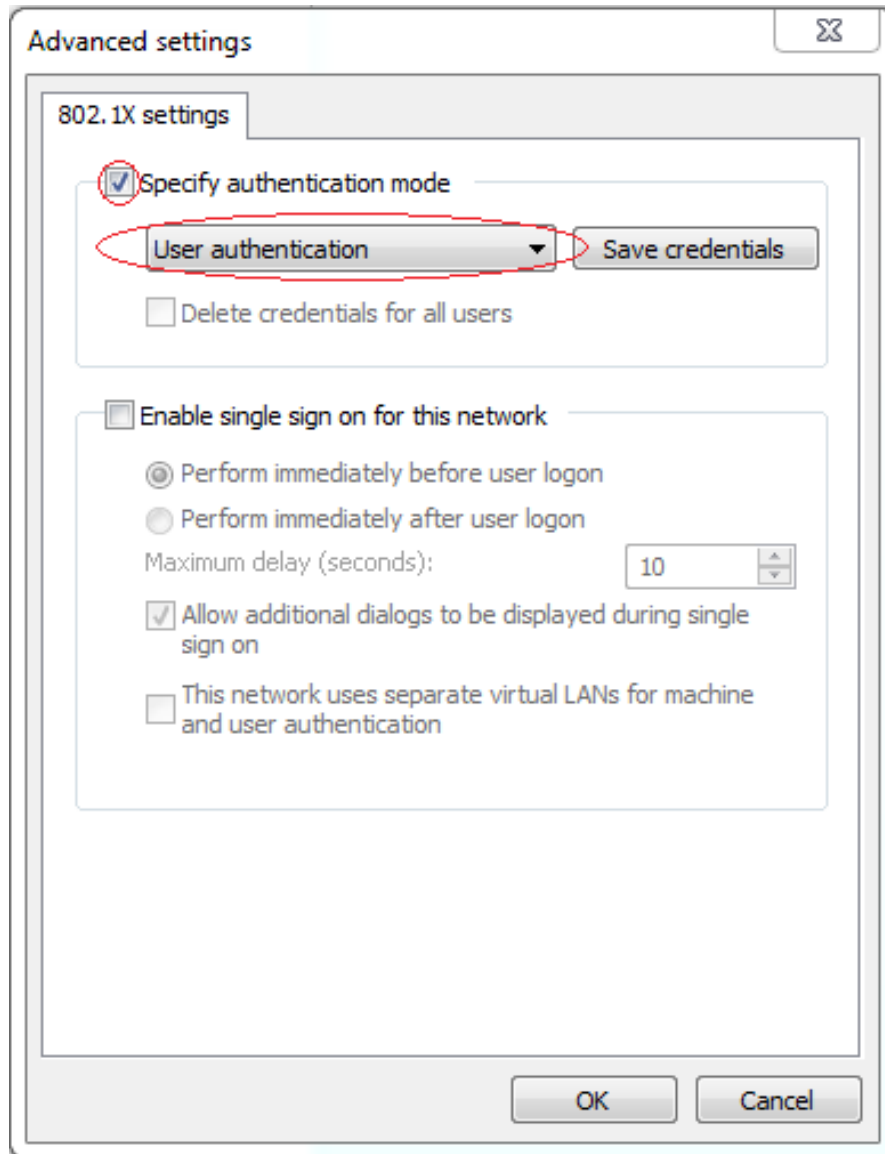 Advanced settings
802.1X settings
Specify authentication mode
User authentication
Save credentials
Delete credentials for all users
Enable single sign on for this network
Perform immediately before user logon
Perform immediately after user logon
Maximum delay (seconds):
10
Allow additional dialogs to be displayed during single
sign on
This network uses separate virtual LANs for machine
and user authentication
OK
Cancel